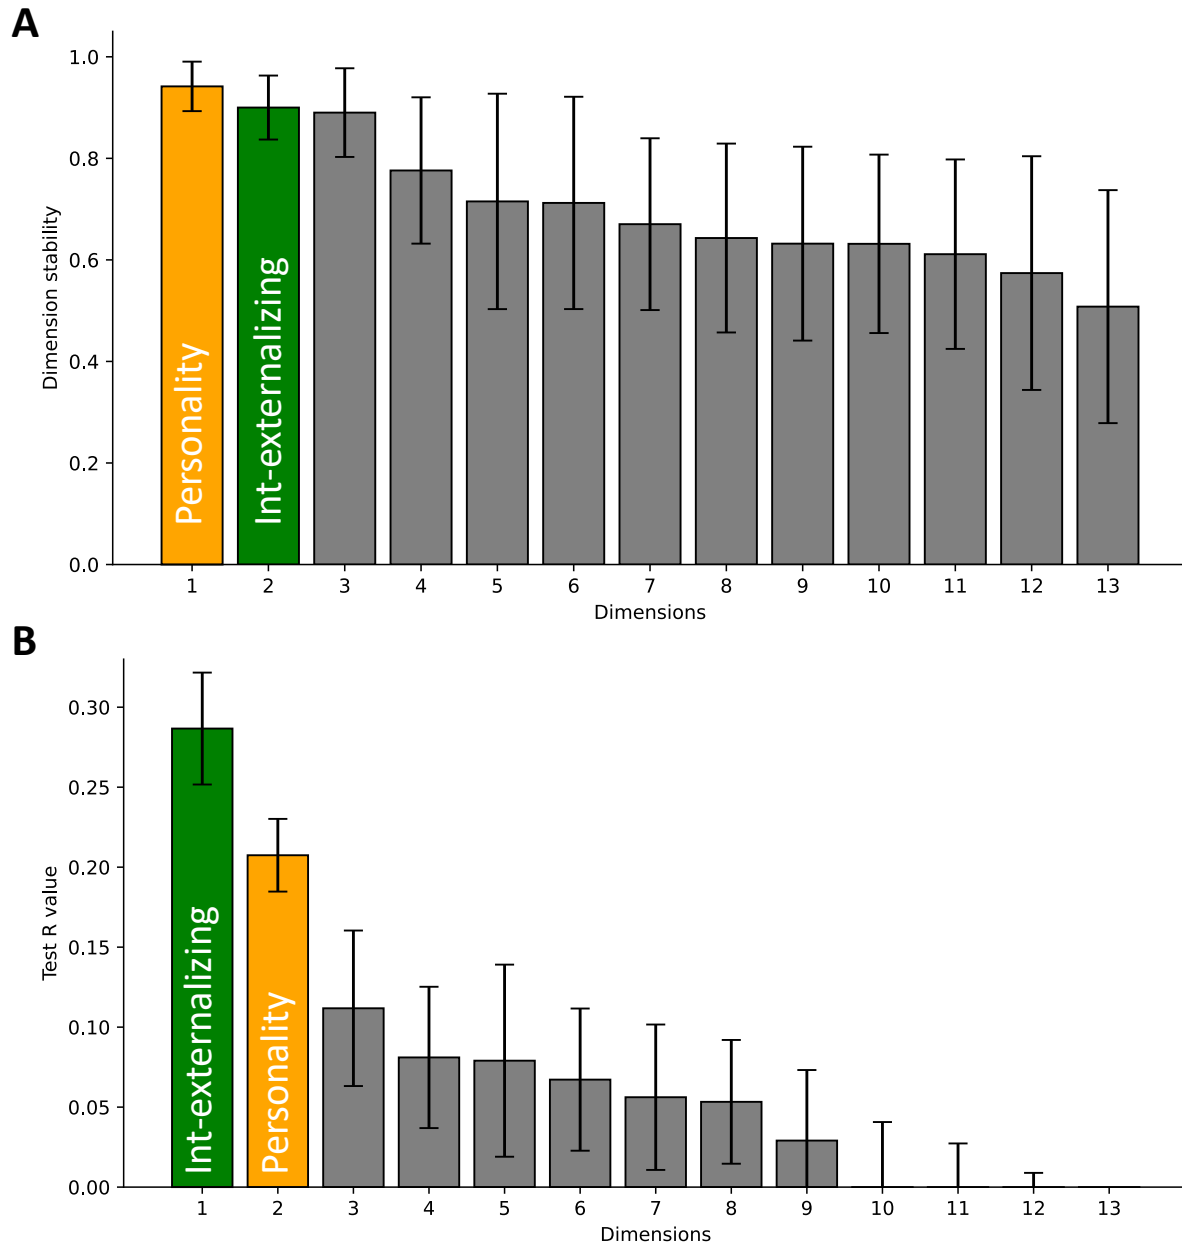 A
1.0
0.8
0.6
0.4
0.2
0.0
Dimension stability
Personality
Int-externalizing
1 2 3 4 5 6 7 8 9 10 11 12 13
Dimensions
B
0.30
0.25
0.20
0.15
0.10
0.05
0.00
Test R value
Int-externalizing
Personality
1 2 3 4 5 6 7 8 9 10 11 12 13
Dimensions